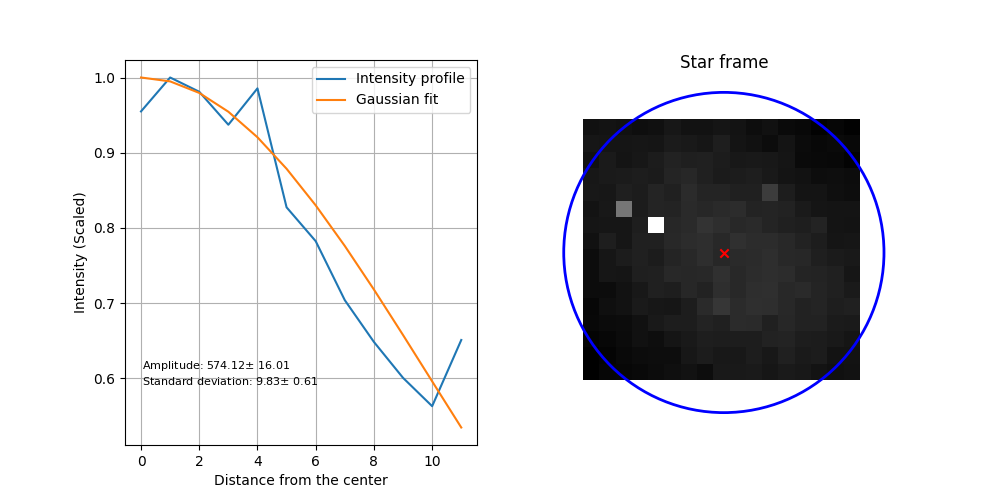 Star frame
1.0
0.9
0.8
0.7
0.6
Intensity (Scaled)
Intensity profile
Gaussian fit
Amplitude: 574.12± 16.01
Standard deviation: 9.83± 0.61
0 2 4 6 8 10
Distance from the center